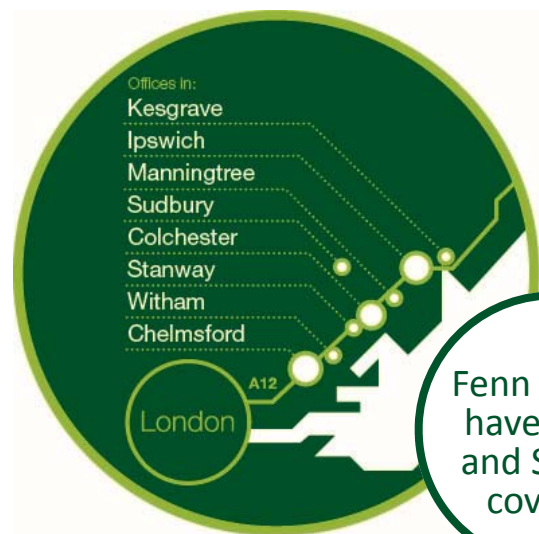 Offices in:
Kesgrave
Ipswich
Manningtree
Sudbury
Colchester
Stanway
Witham
Chelmsford
A12
London
Fenn
have
and S
cov